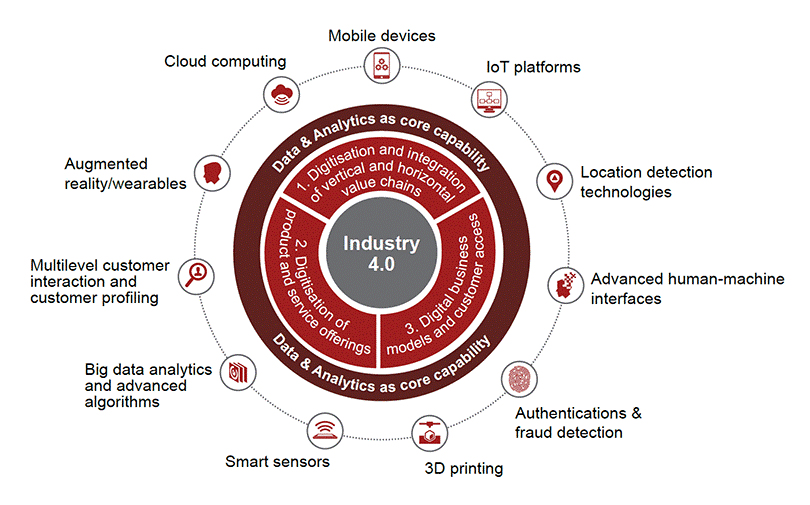 Mobile devices
Cloud computing
IoT platforms
Data & Analytics as core capability
1. Digitisation and integration
of vertical and horizontal
value chains
Augmented
reality/wearables
Location detection
technologies
Industry
4.0
2. Digitisation of
product and service offerings
3. Digital business
models and customer access
Multilevel customer
interaction and
customer profiling
Advanced human-machine
interfaces
Data & Analytics as core capability
Big data analytics
and advanced
algorithms
Authentications &
fraud detection
Smart sensors
3D printing